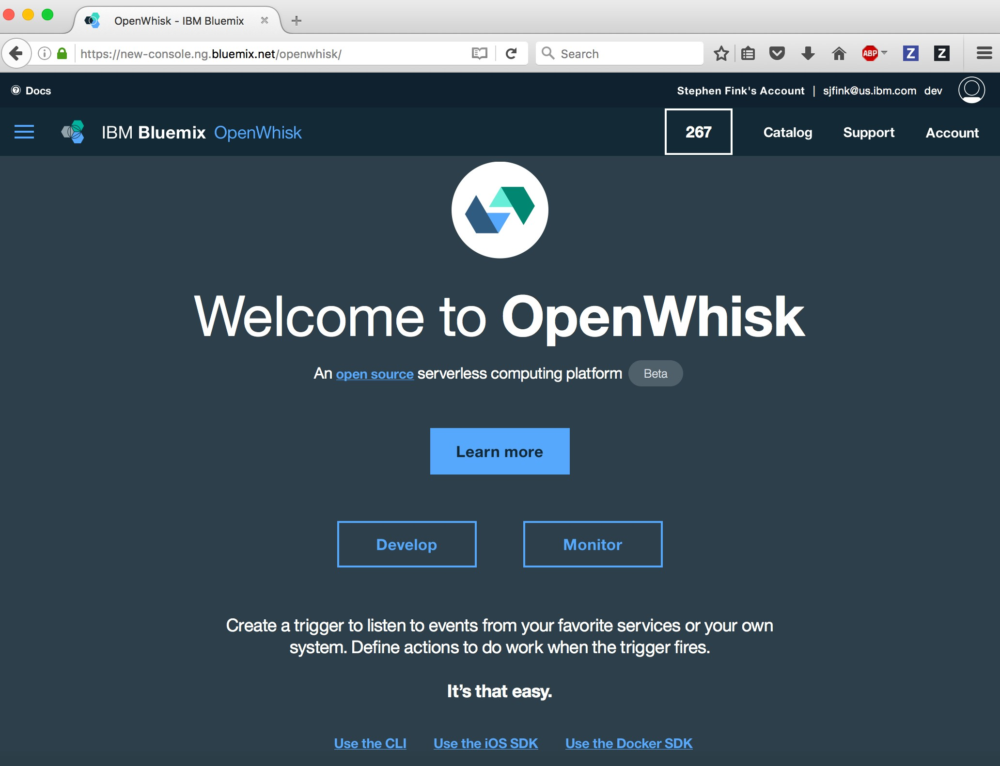 OpenWhisk - IBM Bluemix
https://new-console.ng.bluemix.net/openwhisk/
Search
ABP
Z
Z
Docs
Stephen Fink's Account | sjfink@us.ibm.com dev
IBM Bluemix OpenWhisk
267
Catalog
Support
Account
Welcome to OpenWhisk
An open source serverless computing platform Beta
Learn more
Develop
Monitor
Create a trigger to listen to events from your favorite services or your own
system. Define actions to do work when the trigger fires.
It’s that easy.
Use the CLI
Use the iOS SDK
Use the Docker SDK